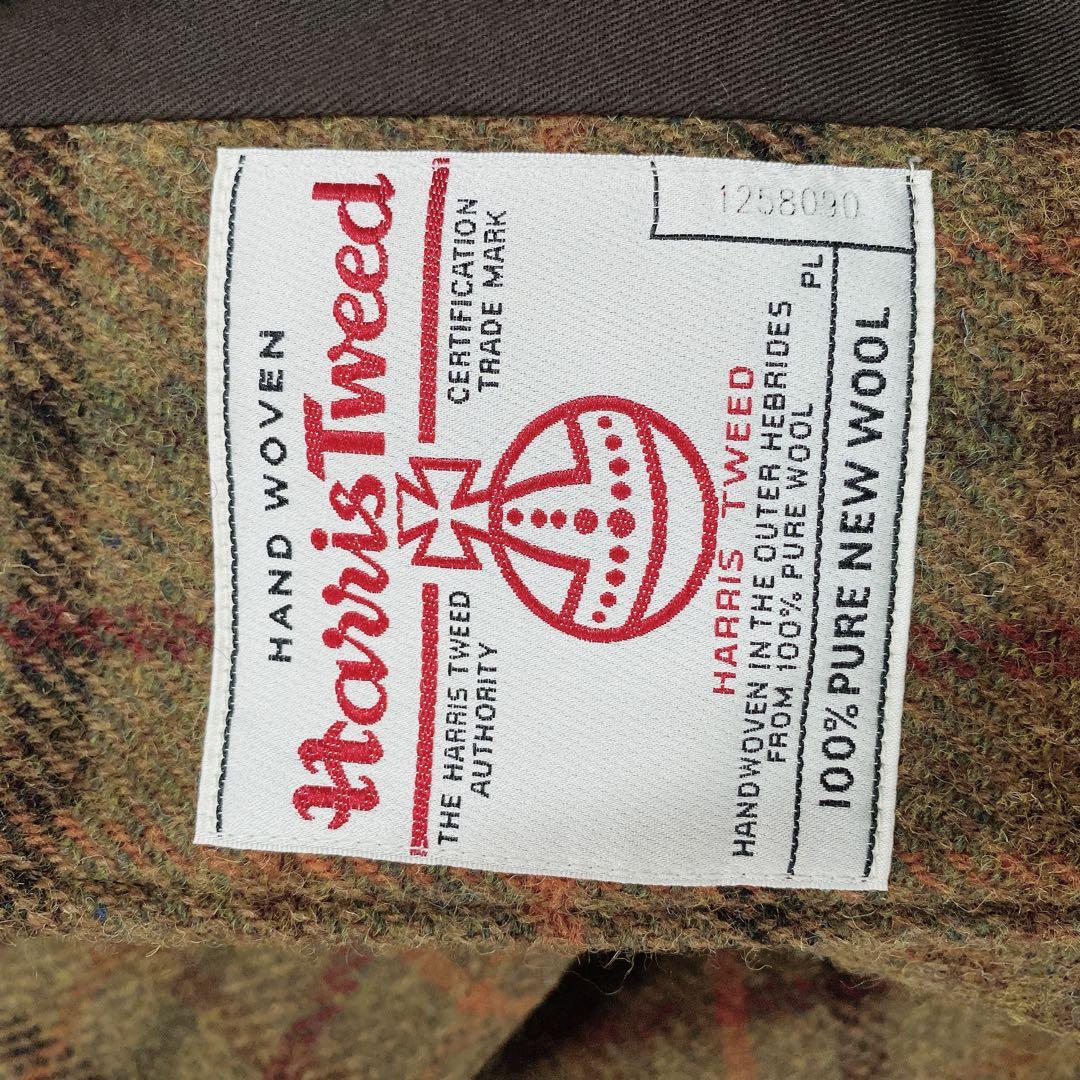 HAND WOVEN
Harris Tweed
THE HARRIS TWEED
AUTHORITY
CERTIFICATION
TRADE MARK
HARRIS TWEED
HANDWOVEN IN THE OUTER HEBRIDES
FROM 100% PURE WOOL
PL
100% PURE NEW WOOL
1258090